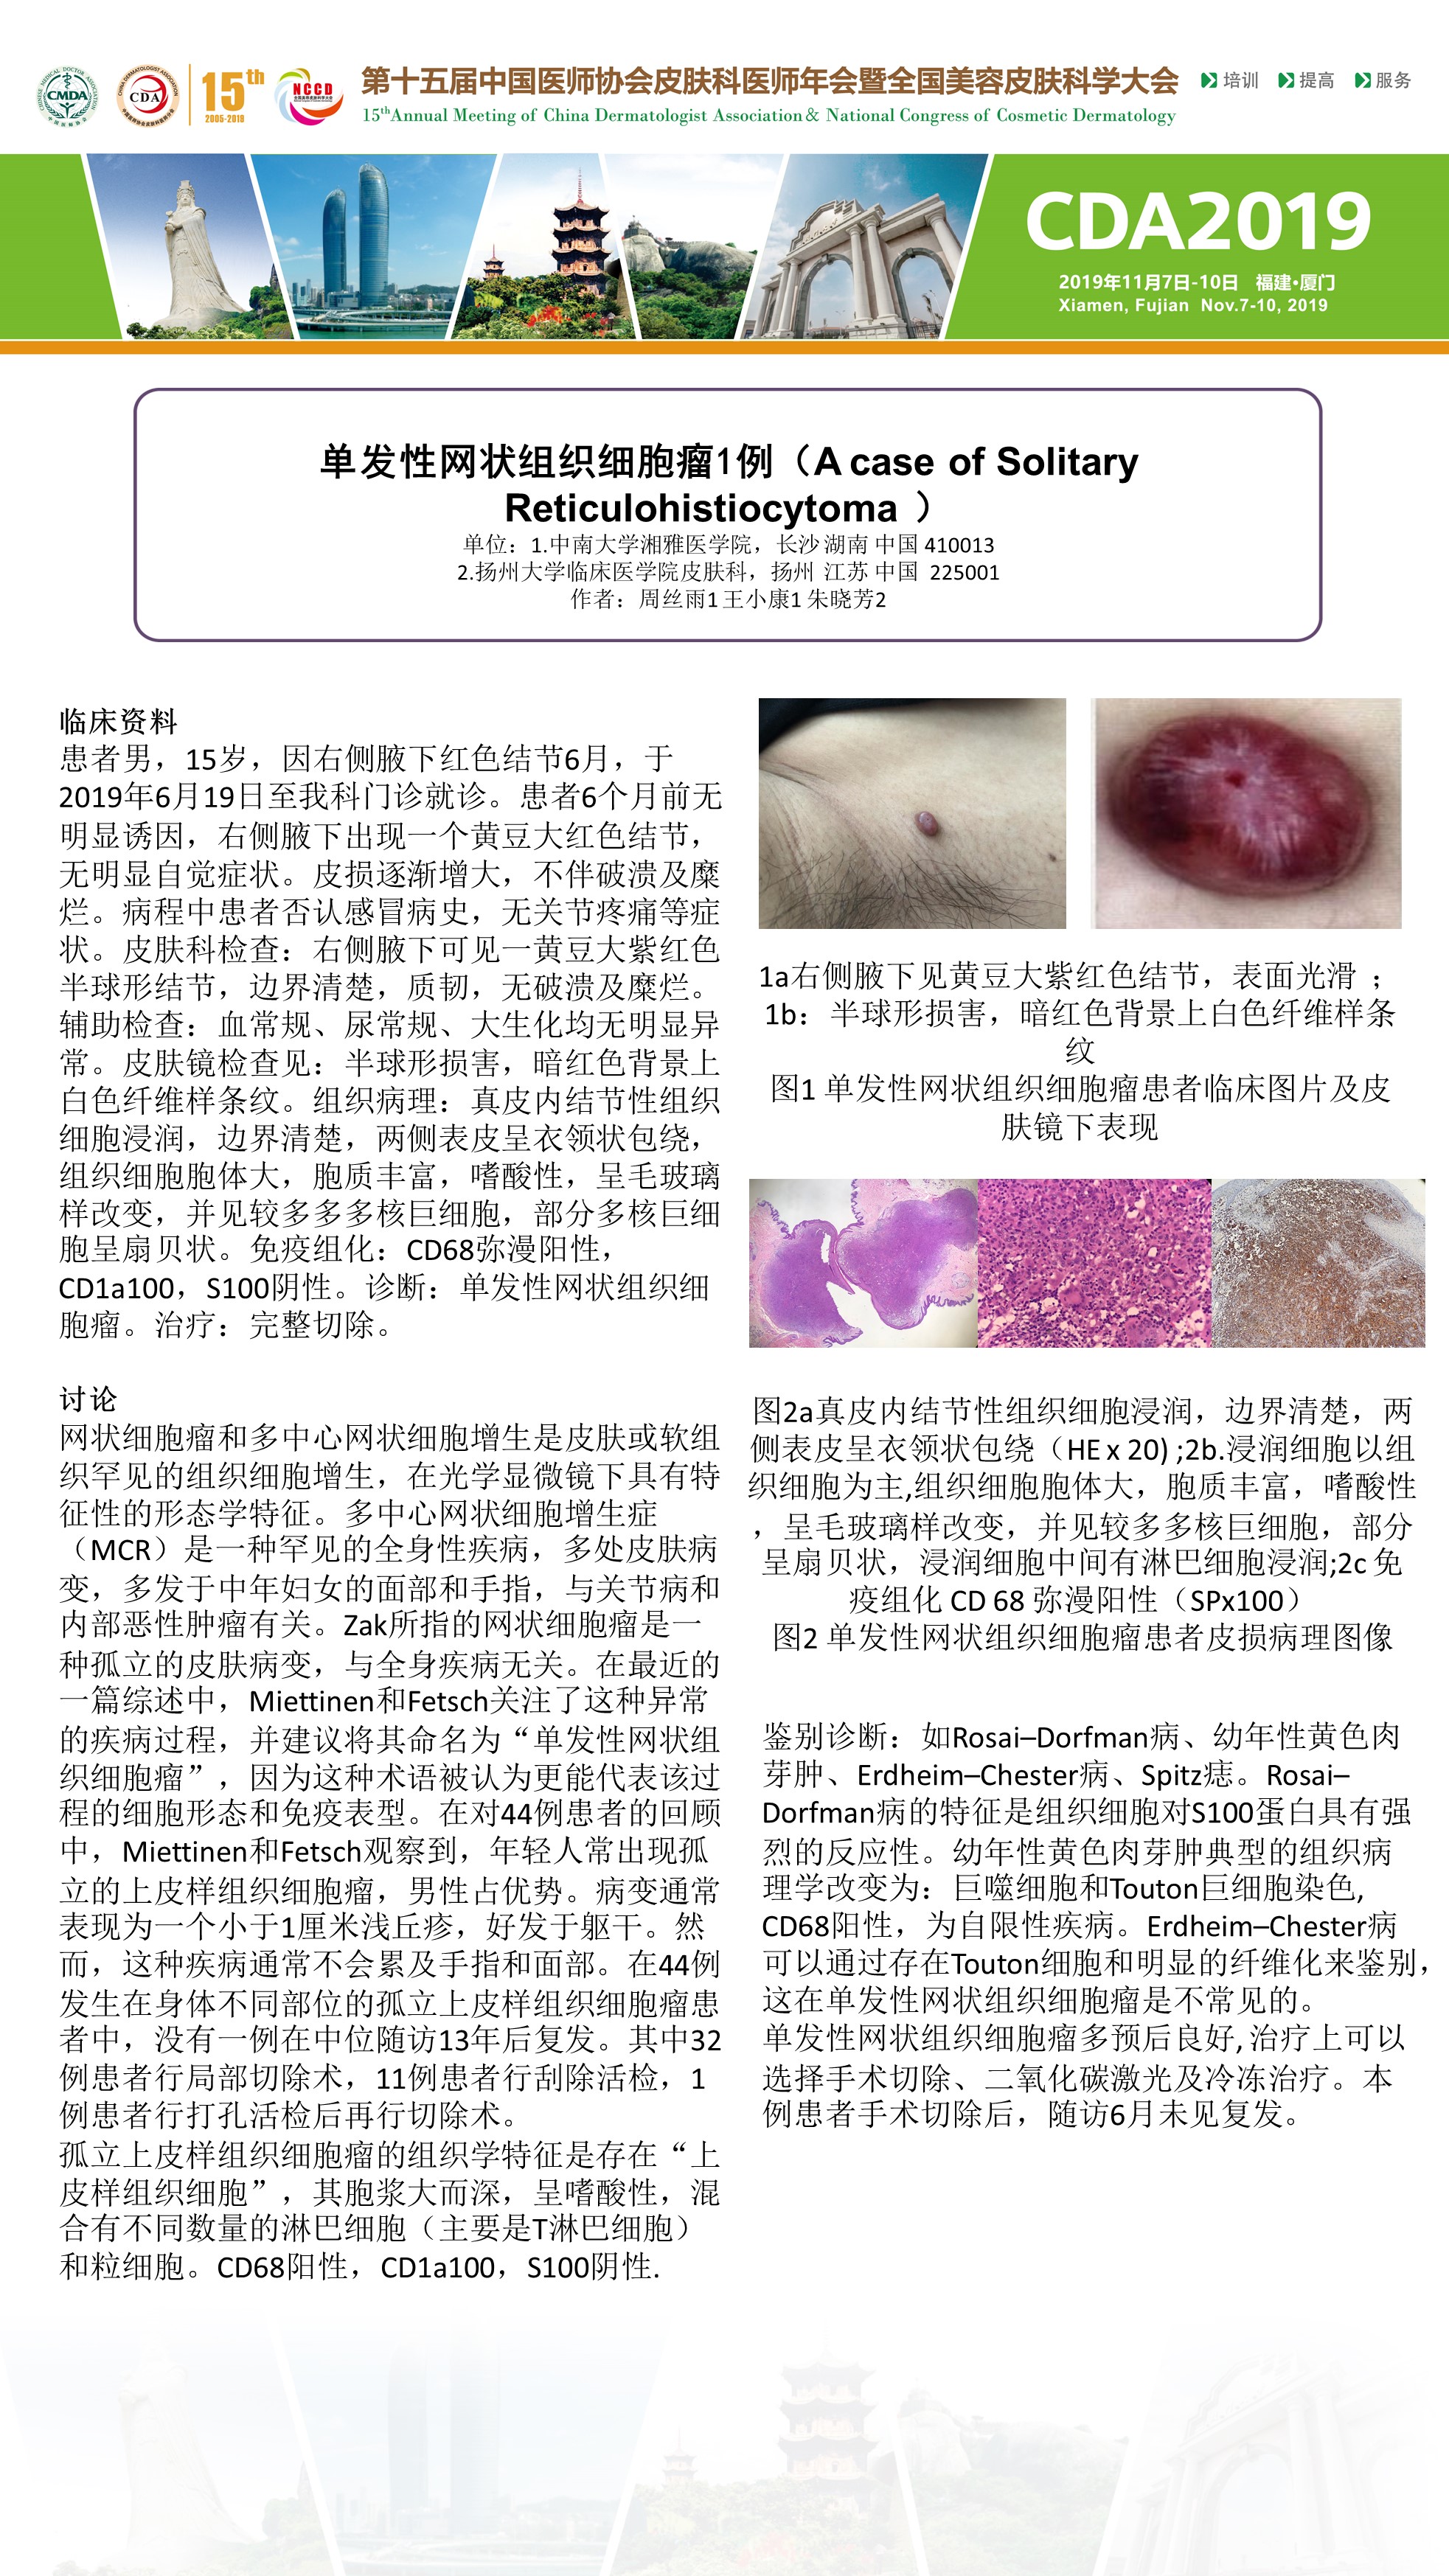 CMDA
CDA
15th
2005-2019
NCCD
第十五届中国医师协会皮肤科医师年会暨全国美容皮肤科学大会
15thAnnual Meeting of China Dermatologist Association& National Congress of Cosmetic Dermatology
培训 提高 服务
CDA2019
2019年11月7日-10日 福建·厦门
Xiamen, Fujian Nov.7-10, 2019
单发性网状组织细胞瘤1例（A case of Solitary
Reticulohistiocytoma ）
单位：1.中南大学湘雅医学院，长沙 湖南 中国 410013
2.扬州大学临床医学院皮肤科，扬州 江苏 中国 225001
作者：周丝雨1 王小康1 朱晓芳2
临床资料
患者男，15岁，因右侧腋下红色结节6月，于
2019年6月19日至我科门诊就诊。患者6个月前无
明显诱因，右侧腋下出现一个黄豆大红色结节，
无明显自觉症状。皮损逐渐增大，不伴破溃及糜
烂。病程中患者否认感冒病史，无关节疼痛等症
状。皮肤科检查：右侧腋下可见一黄豆大紫红色
半球形结节，边界清楚，质韧，无破溃及糜烂。
辅助检查：血常规、尿常规、大生化均无明显异
常。皮肤镜检查见：半球形损害，暗红色背景上
白色纤维样条纹。组织病理：真皮内结节性组织
细胞浸润，边界清楚，两侧表皮呈衣领状包绕，
组织细胞胞体大，胞质丰富，嗜酸性，呈毛玻璃
样改变，并见较多多多核巨细胞，部分多核巨细
胞呈扇贝状。免疫组化：CD68弥漫阳性，
CD1a100，S100阴性。诊断：单发性网状组织细
胞瘤。治疗：完整切除。
讨论
网状细胞瘤和多中心网状细胞增生是皮肤或软组
织罕见的组织细胞增生，在光学显微镜下具有特
征性的形态学特征。多中心网状细胞增生症
（MCR）是一种罕见的全身性疾病，多处皮肤病
变，多发于中年妇女的面部和手指，与关节病和
内部恶性肿瘤有关。Zak所指的网状细胞瘤是一
种孤立的皮肤病变，与全身疾病无关。在最近的
一篇综述中，Miettinen和Fetsch关注了这种异常
的疾病过程，并建议将其命名为“单发性网状组
织细胞瘤”，因为这种术语被认为更能代表该过
程的细胞形态和免疫表型。在对44例患者的回顾
中，Miettinen和Fetsch观察到，年轻人常出现孤
立的上皮样组织细胞瘤，男性占优势。病变通常
表现为一个小于1厘米浅丘疹，好发于躯干。然
而，这种疾病通常不会累及手指和面部。在44例
发生在身体不同部位的孤立上皮样组织细胞瘤患
者中，没有一例在中位随访13年后复发。其中32
例患者行局部切除术，11例患者行刮除活检，1
例患者行打孔活检后再行切除术。
孤立上皮样组织细胞瘤的组织学特征是存在“上
皮样组织细胞”，其胞浆大而深，呈嗜酸性，混
合有不同数量的淋巴细胞（主要是T淋巴细胞）
和粒细胞。CD68阳性，CD1a100，S100阴性.
1a右侧腋下见黄豆大紫红色结节，表面光滑 ；
1b：半球形损害，暗红色背景上白色纤维样条
纹
图1 单发性网状组织细胞瘤患者临床图片及皮
肤镜下表现
图2a真皮内结节性组织细胞浸润，边界清楚，两
侧表皮呈衣领状包绕（HE x 20) ;2b.浸润细胞以组
织细胞为主,组织细胞胞体大，胞质丰富，嗜酸性
，呈毛玻璃样改变，并见较多多核巨细胞，部分
呈扇贝状，浸润细胞中间有淋巴细胞浸润;2c 免
疫组化 CD 68 弥漫阳性（SPx100）
图2 单发性网状组织细胞瘤患者皮损病理图像
鉴别诊断：如Rosai–Dorfman病、幼年性黄色肉
芽肿、Erdheim–Chester病、Spitz痣。Rosai–
Dorfman病的特征是组织细胞对S100蛋白具有强
烈的反应性。幼年性黄色肉芽肿典型的组织病
理学改变为：巨噬细胞和Touton巨细胞染色,
CD68阳性，为自限性疾病。Erdheim–Chester病
可以通过存在Touton细胞和明显的纤维化来鉴别，
这在单发性网状组织细胞瘤是不常见的。
单发性网状组织细胞瘤多预后良好, 治疗上可以
选择手术切除、二氧化碳激光及冷冻治疗。本
例患者手术切除后，随访6月未见复发。